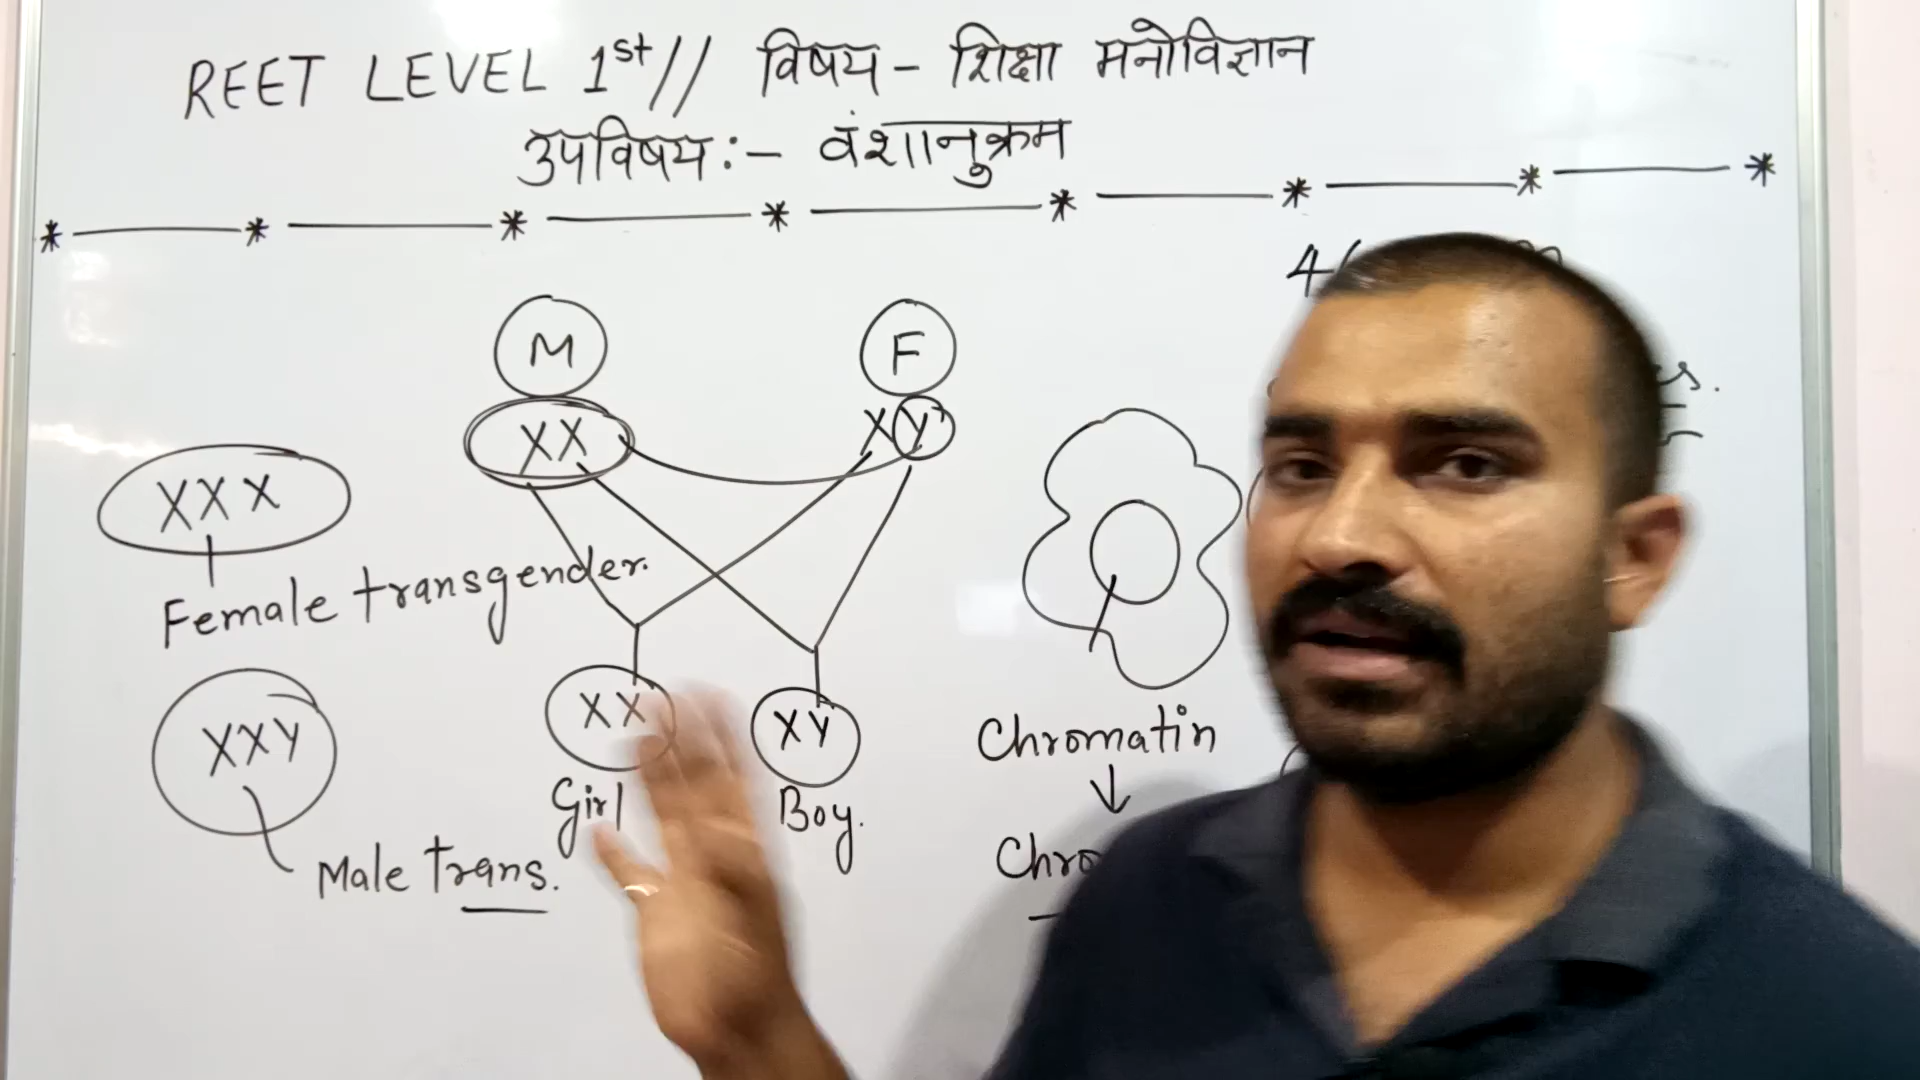 REET LEVEL 1st // विषय - शिक्षा मनोविज्ञान
उपविषय :- वंशानुक्रम
M
F
XX
XY
XXX
Female transgender.
XX
XY
Girl
Boy.
XXY
Male trans.
Chromatin